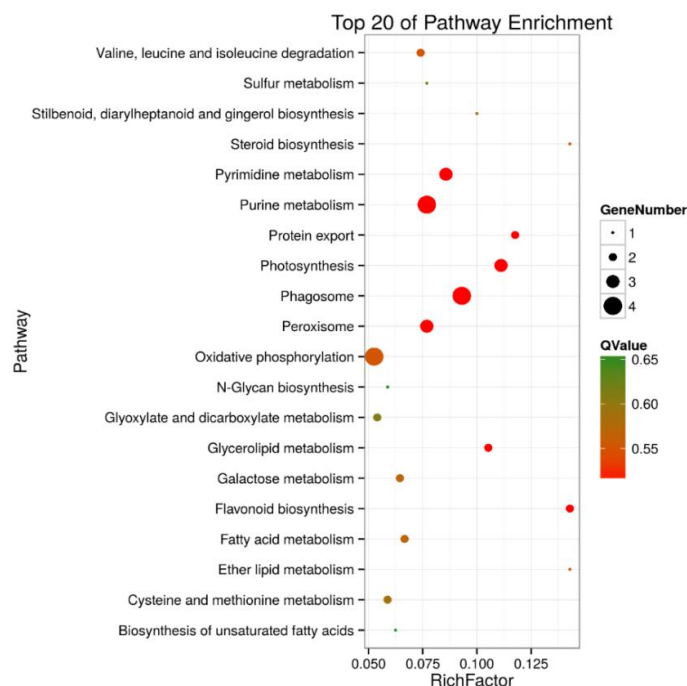 Top 20 of Pathway Enrichment
Pathway
Valine, leucine and isoleucine degradation
Sulfur metabolism
Stilbenoid, diarylheptanoid and gingerol biosynthesis
Steroid biosynthesis
Pyrimidine metabolism
Purine metabolism
Protein export
Photosynthesis
Phagosome
Peroxisome
Oxidative phosphorylation
N-Glycan biosynthesis
Glyoxylate and dicarboxylate metabolism
Glycerolipid metabolism
Galactose metabolism
Flavonoid biosynthesis
Fatty acid metabolism
Ether lipid metabolism
Cysteine and methionine metabolism
Biosynthesis of unsaturated fatty acids
0.050 0.075 0.100 0.125
RichFactor
GeneNumber
1
2
3
4
QValue
0.65
0.60
0.55